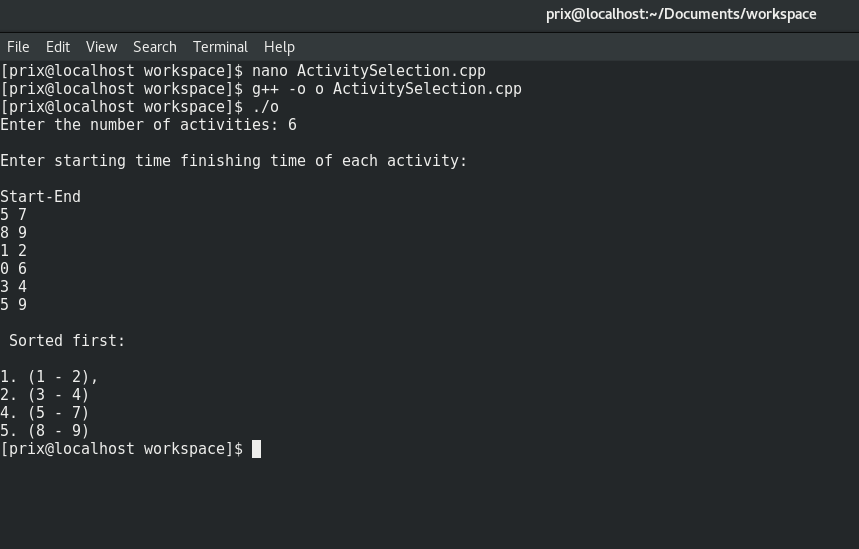 prix@localhost:~/Documents/workspace
File Edit View Search Terminal Help
[prix@localhost workspace]$ nano ActivitySelection.cpp
[prix@localhost workspace]$ g++ -o o ActivitySelection.cpp
[prix@localhost workspace]$ ./o
Enter the number of activities: 6
Enter starting time finishing time of each activity:
Start-End
5 7
8 9
1 2
0 6
3 4
5 9
Sorted first:
1. (1 - 2),
2. (3 - 4)
4. (5 - 7)
5. (8 - 9)
[prix@localhost workspace]$